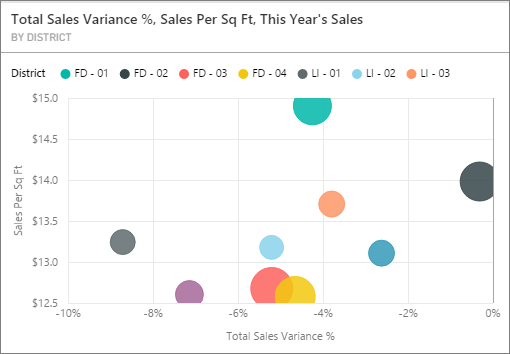 Total Sales Variance %, Sales Per Sq Ft, This Year's Sales
BY DISTRICT
District FD - 01 FD - 02 FD - 03 FD - 04 LI - 01 LI - 02 LI - 03
$15.0
$14.5
$14.0
$13.5
$13.0
$12.5
Sales Per Sq Ft
-10% -8% -6% -4% -2% 0%
Total Sales Variance %